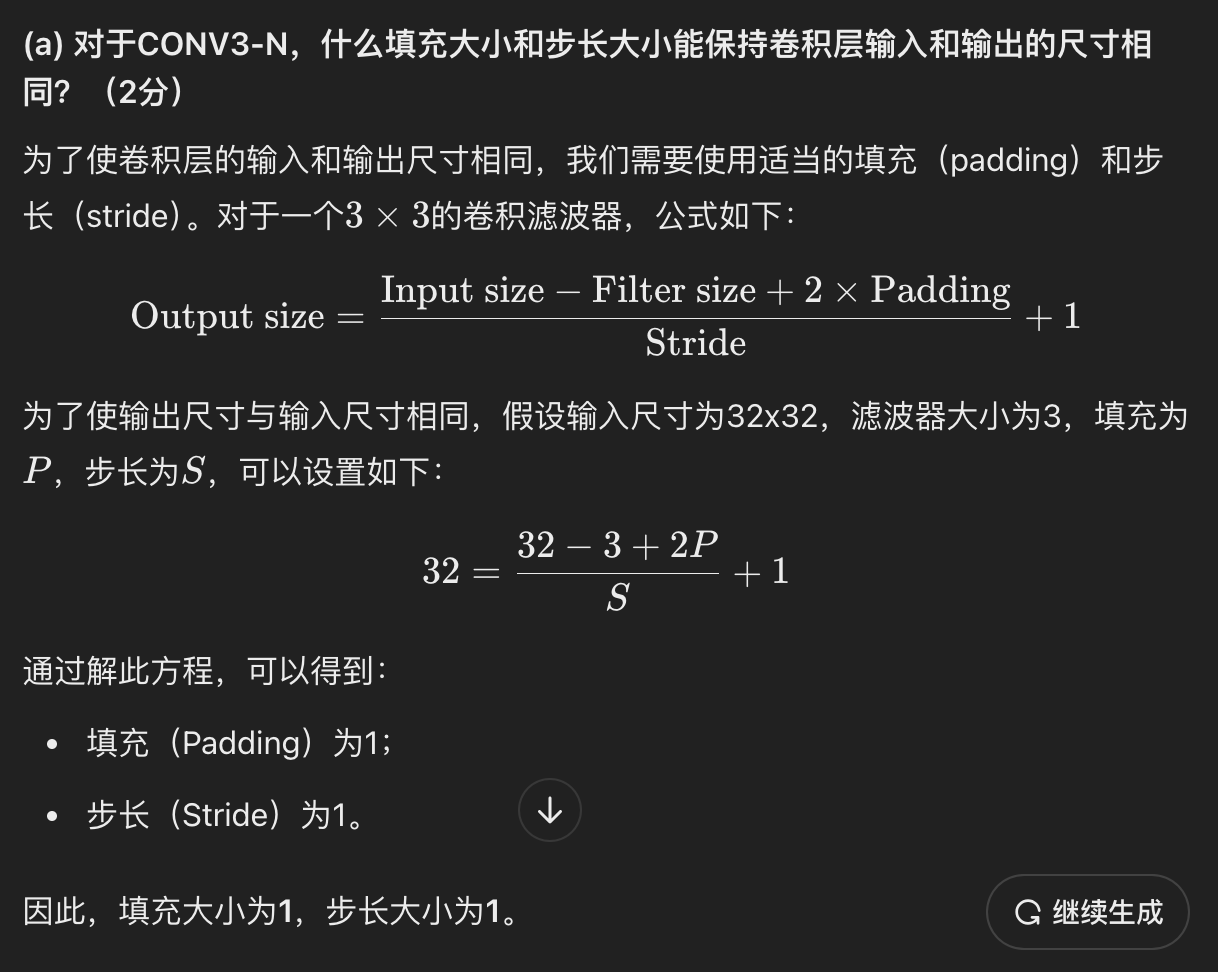 (a) 对于CONV3-N，什么填充大小和步长大小能保持卷积层输入和输出的尺寸相
同？（2分）
为了使卷积层的输入和输出尺寸相同，我们需要使用适当的填充（padding）和步
长（stride）。对于一个3 × 3的卷积滤波器，公式如下：
Output size = \frac{Input size − Filter size + 2 × Padding}{Stride} + 1
为了使输出尺寸与输入尺寸相同，假设输入尺寸为32x32，滤波器大小为3，填充为
P，步长为S，可以设置如下：
32 = \frac{32 − 3 + 2P}{S} + 1
通过解此方程，可以得到：
• 填充（Padding）为1；
• 步长（Stride）为1。
因此，填充大小为1，步长大小为1。
继续生成